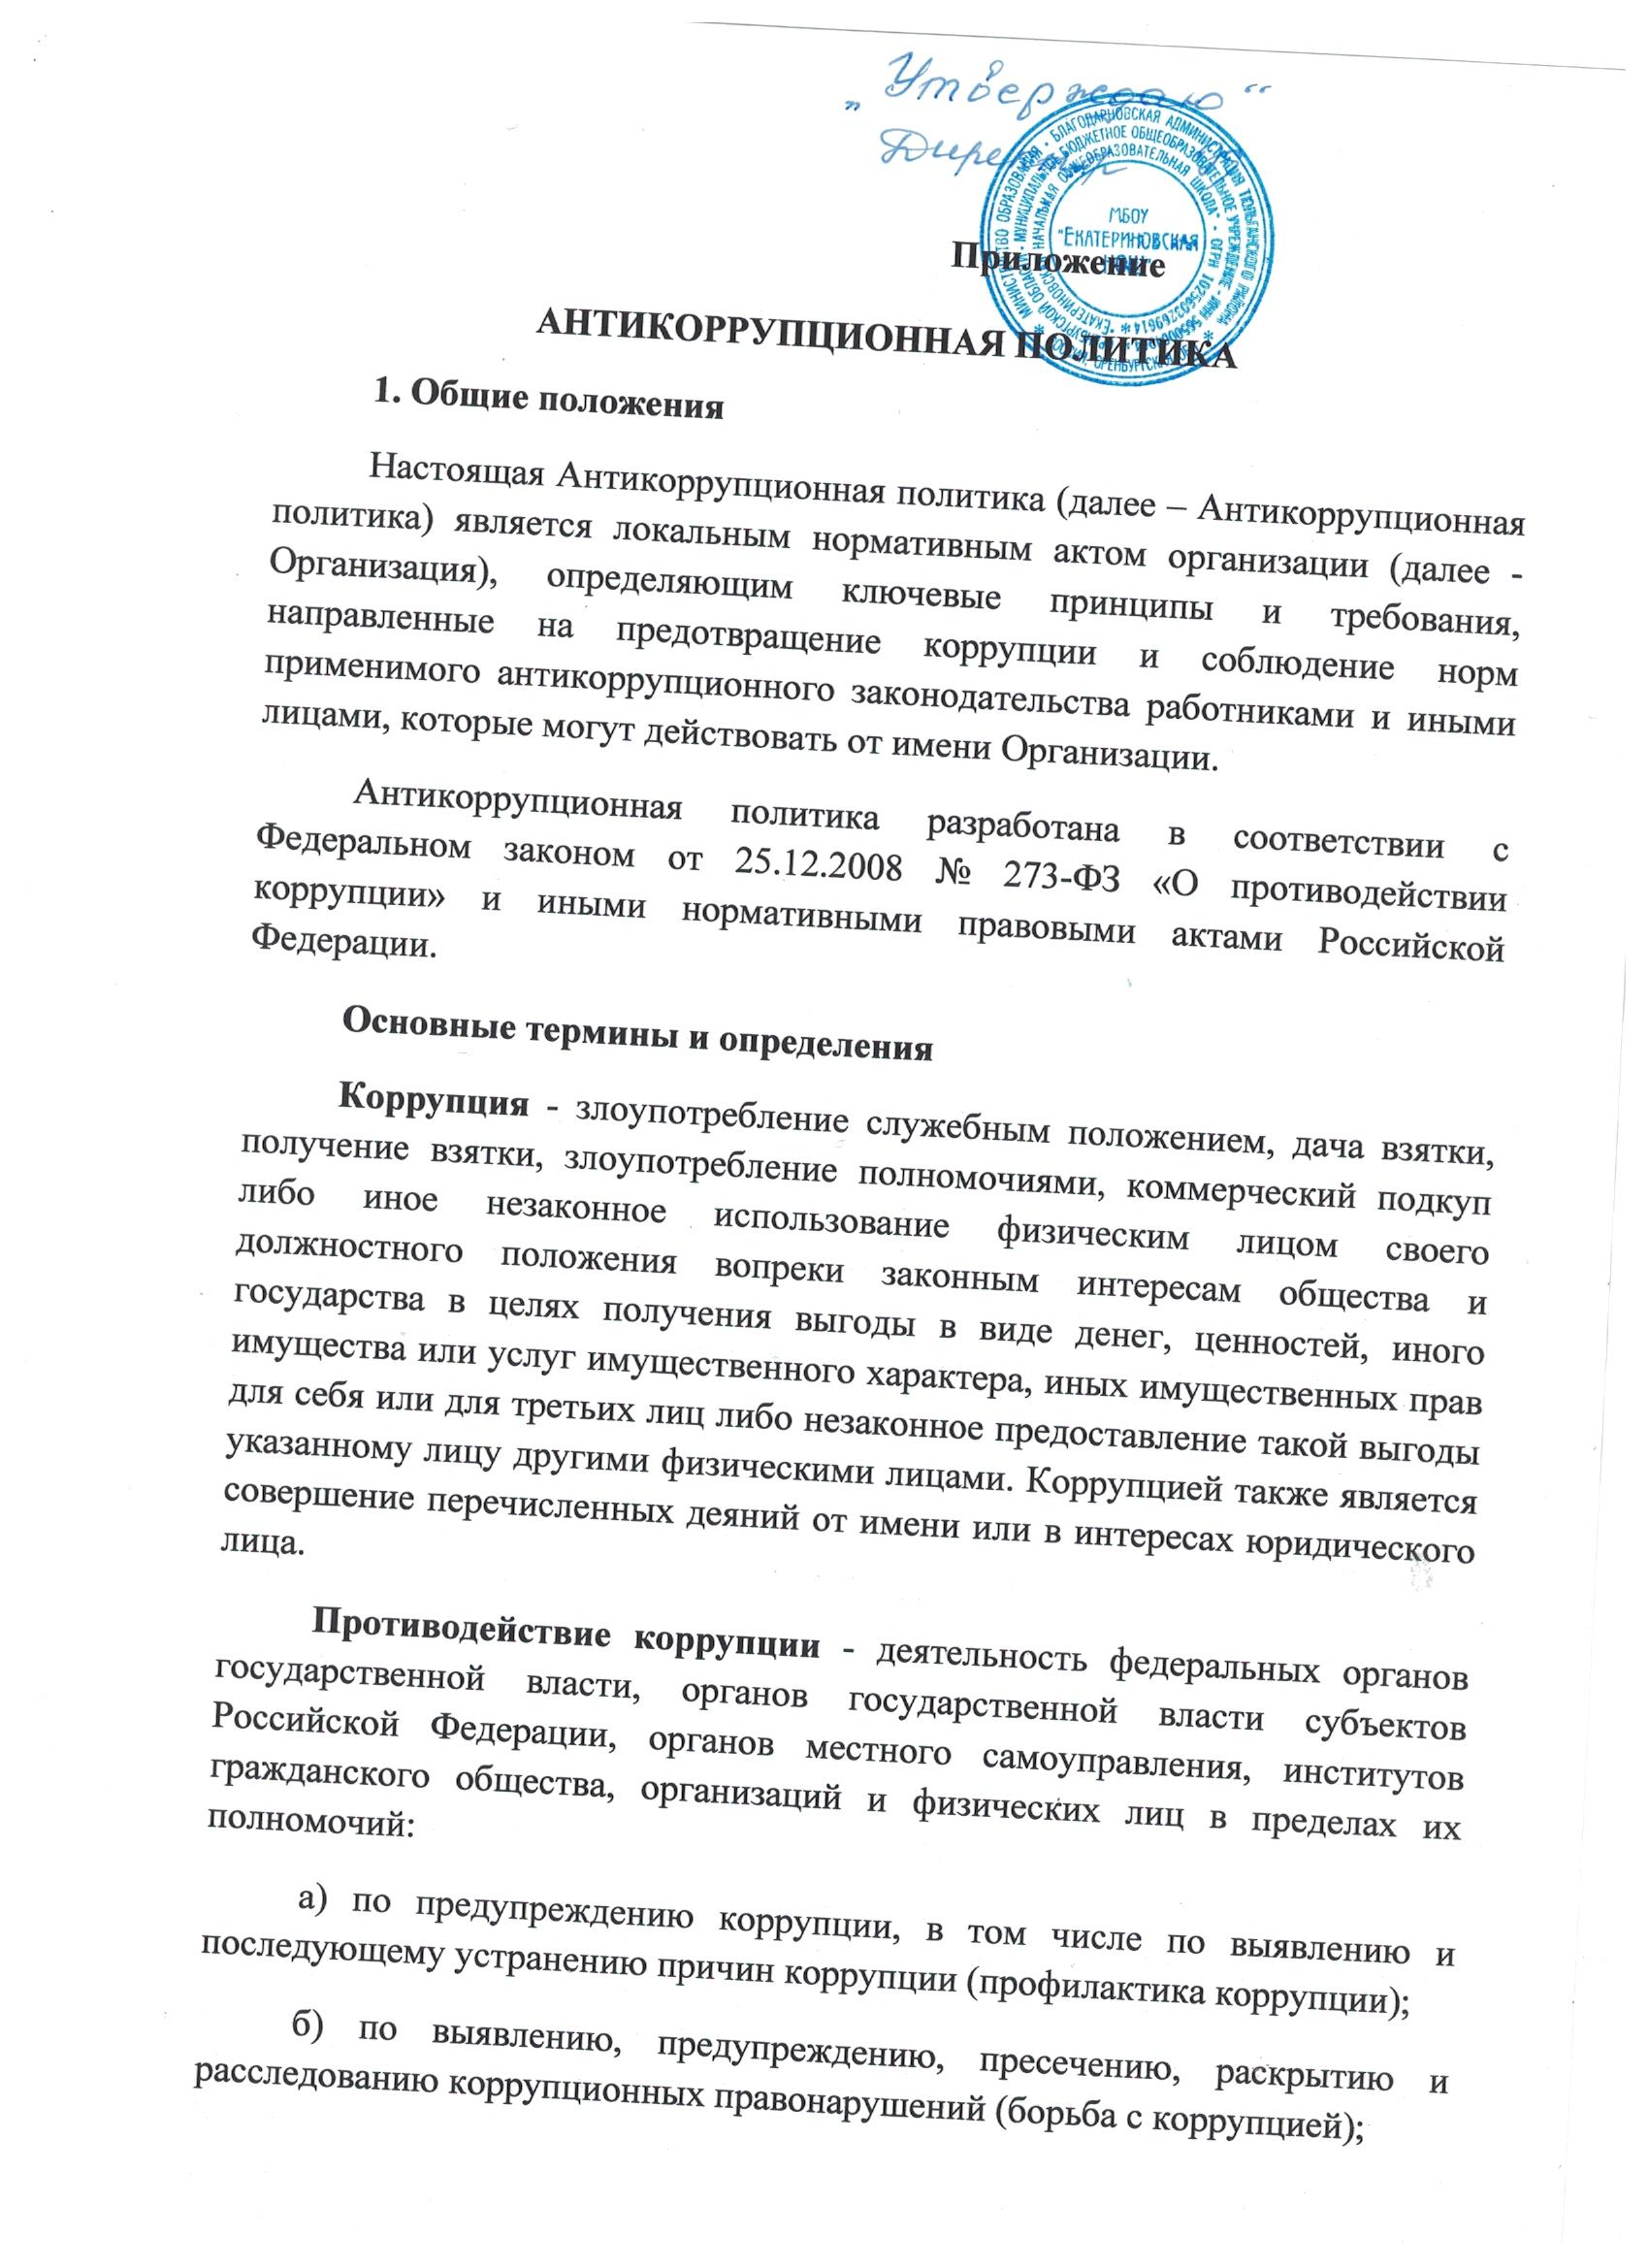 „Утверждаю“
Директор
МБОУ
"ЕКАТЕРИНОВСКАЯ
Приложение
АНТИКОРРУПЦИОННАЯ ПОЛИТИКА
1. Общие положения
Настоящая Антикоррупционная политика (далее – Антикоррупционная
политика) является локальным нормативным актом организации (далее -
Организация), определяющим ключевые принципы и требования,
направленные на предотвращение коррупции и соблюдение норм
применимого антикоррупционного законодательства работниками и иными
лицами, которые могут действовать от имени Организации.
Антикоррупционная политика разработана в соответствии с
Федеральном законом от 25.12.2008 № 273-ФЗ «О противодействии
коррупции» и иными нормативными правовыми актами Российской
Федерации.
Основные термины и определения
Коррупция - злоупотребление служебным положением, дача взятки,
получение взятки, злоупотребление полномочиями, коммерческий подкуп
либо иное незаконное использование физическим лицом своего
должностного положения вопреки законным интересам общества и
государства в целях получения выгоды в виде денег, ценностей, иного
имущества или услуг имущественного характера, иных имущественных прав
для себя или для третьих лиц либо незаконное предоставление такой выгоды
указанному лицу другими физическими лицами. Коррупцией также является
совершение перечисленных деяний от имени или в интересах юридического
лица.
Противодействие коррупции - деятельность федеральных органов
государственной власти, органов государственной власти субъектов
Российской Федерации, органов местного самоуправления, институтов
гражданского общества, организаций и физических лиц в пределах их
полномочий:
а) по предупреждению коррупции, в том числе по выявлению и
последующему устранению причин коррупции (профилактика коррупции);
б) по выявлению, предупреждению, пресечению, раскрытию и
расследованию коррупционных правонарушений (борьба с коррупцией);